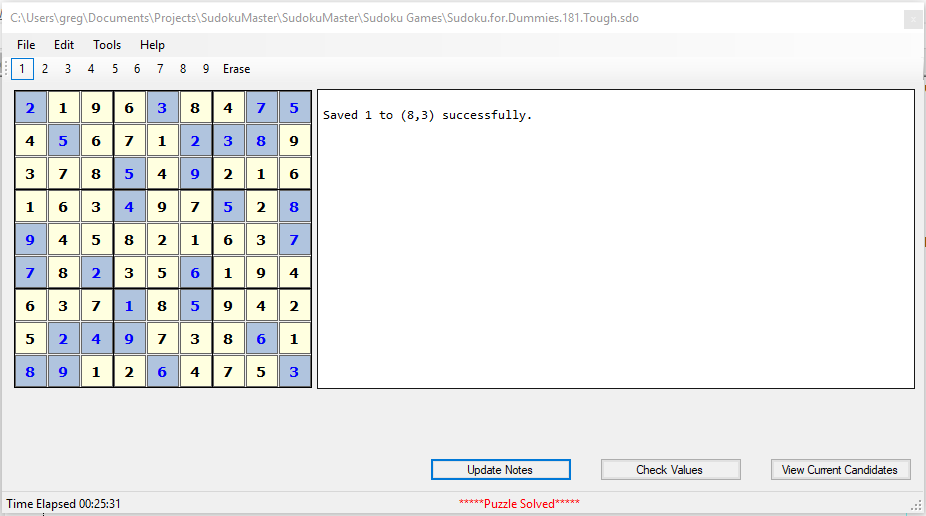 C:\Users\greg\Documents\Projects\SudokuMaster\SudokuMaster\Sudoku Games\Sudoku.for.Dummies.181.Tough.sdo
x
File Edit Tools Help
1 2 3 4 5 6 7 8 9 Erase
2 1 9 6 3 8 4 7 5
4 5 6 7 1 2 3 8 9
3 7 8 5 4 9 2 1 6
1 6 3 4 9 7 5 2 8
9 4 5 8 2 1 6 3 7
7 8 2 3 5 6 1 9 4
6 3 7 1 8 5 9 4 2
5 2 4 9 7 3 8 6 1
8 9 1 2 6 4 7 5 3
Saved 1 to (8,3) successfully.
Update Notes Check Values View Current Candidates
Time Elapsed 00:25:31 *****Puzzle Solved*****